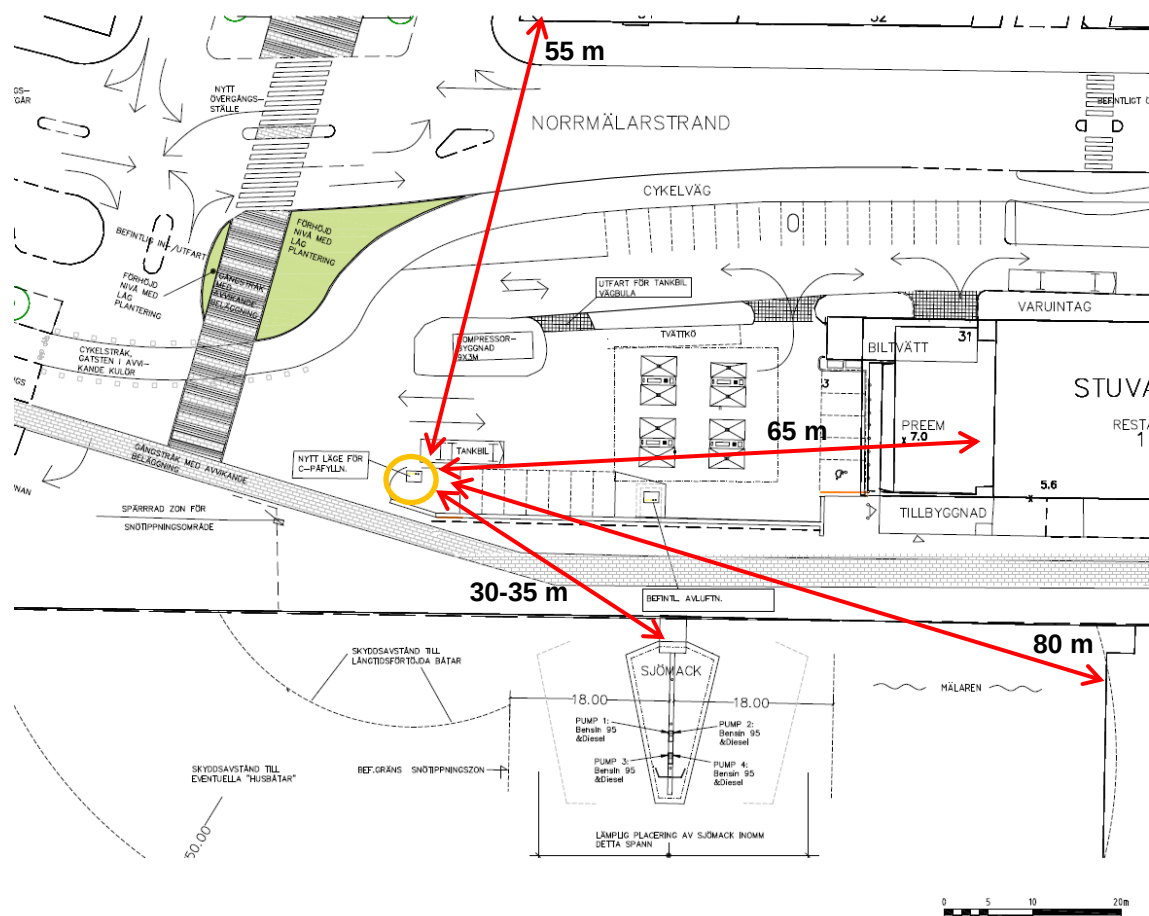 55 m
NYTT
ÖVERGÅNGS-
STÄLLE
NORRMÄLARSTRAND
BEFINTLIGT Ö
CYKELVÄG
BEFINTLIG IN-/UTFART
FÖRHÖJD
NIVÅ MED
LÅG
PLANTERING
FÖRHÖJD
NIVÅ MED
LÅG
PLANTERING
GÅNGSTRÅK
MED
AVVIKANDE
BELÄGGNING
UTFART FÖR TANKBIL
VÄGBULA
VARUINTAG
TVÄTTKÖ
KOMPRESSOR-
BYGGNAD
9X3M
BILTVÄTT
31
CYKELSTRÅK,
GATSTEN I AVVI-
KANDE KULÖR
3
STUVA
PREEM
7.0
RESTA
1
65 m
GÅNGSTRÅK MED AVVIKANDE
BELÄGGNING
NYTT LÄGE FÖR
C-PÅFYLLN.
TANKBIL
NINAN
5.6
SPÄRRAD ZON FÖR
SNÖTIPPNINGSOMRÅDE
TILLBYGGNAD
30-35 m
BEFINTL. AVLUFTN.
80 m
SKYDDSAVSTÅND TILL
LÅNGTIDSFÖRTÖJDA BÅTAR
SJÖMACK
MÄLAREN
18.00
18.00
PUMP 1:
Bensin 95
&Diesel
PUMP 2:
Bensin 95
&Diesel
PUMP 3:
Bensin 95
&Diesel
PUMP 4:
Bensin 95
&Diesel
SKYDDSAVSTÅND TILL
EVENTUELLA "HUSBÅTAR"
BEF.GRÄNS SNÖTIPPNINGSZON
50.00
LÄMPLIG PLACERING AV SJÖMACK INOMM
DETTA SPANN
0 5 10 20m